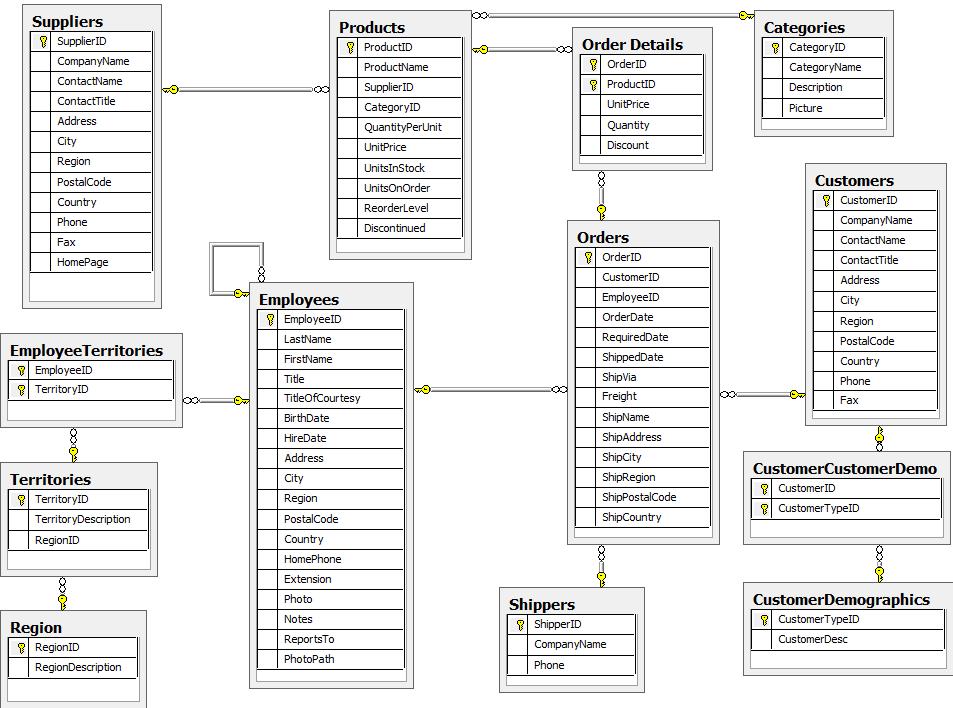 Suppliers
SupplierID
CompanyName
ContactName
ContactTitle
Address
City
Region
PostalCode
Country
Phone
Fax
HomePage
Products
ProductID
ProductName
SupplierID
CategoryID
QuantityPerUnit
UnitPrice
UnitsInStock
UnitsOnOrder
ReorderLevel
Discontinued
Order Details
OrderID
ProductID
UnitPrice
Quantity
Discount
Categories
CategoryID
CategoryName
Description
Picture
Customers
CustomerID
CompanyName
ContactName
ContactTitle
Address
City
Region
PostalCode
Country
Phone
Fax
Orders
OrderID
CustomerID
EmployeeID
OrderDate
RequiredDate
ShippedDate
ShipVia
Freight
ShipName
ShipAddress
ShipCity
ShipRegion
ShipPostalCode
ShipCountry
Employees
EmployeeID
LastName
FirstName
Title
TitleOfCourtesy
BirthDate
HireDate
Address
City
Region
PostalCode
Country
HomePhone
Extension
Photo
Notes
ReportsTo
PhotoPath
EmployeeTerritories
EmployeeID
TerritoryID
Territories
TerritoryID
TerritoryDescription
RegionID
Region
RegionID
RegionDescription
Shippers
ShipperID
CompanyName
Phone
CustomerCustomerDemo
CustomerID
CustomerTypeID
CustomerDemographics
CustomerTypeID
CustomerDesc